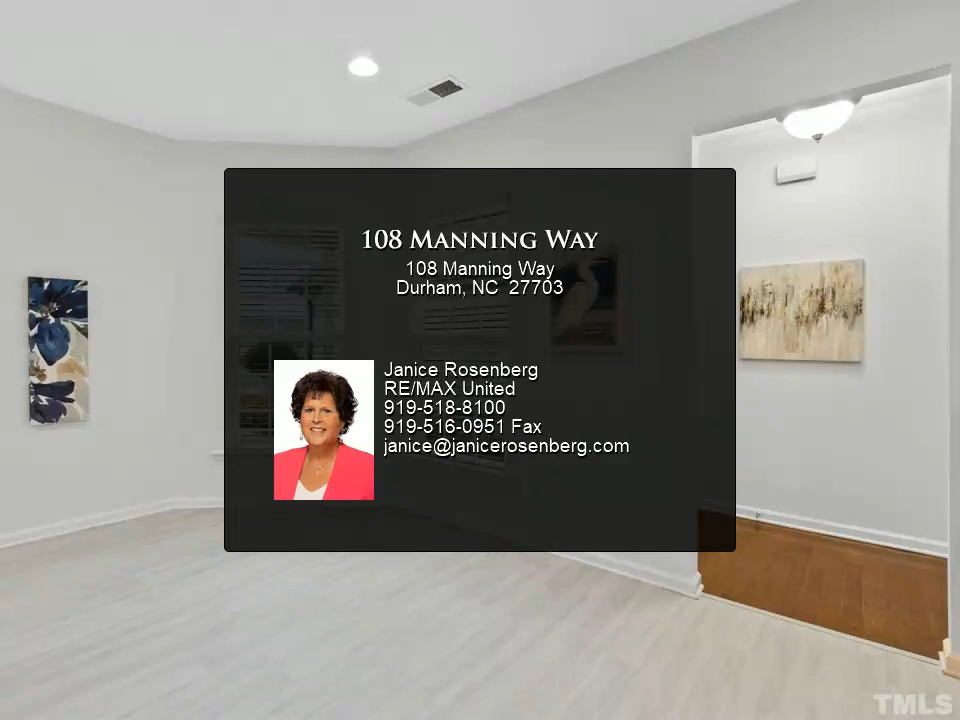 108 Manning Way
108 Manning Way
Durham, NC 27703
Janice Rosenberg
RE/MAX United
919-518-8100
919-516-0951 Fax
janice@janicerosenberg.com
TMLS